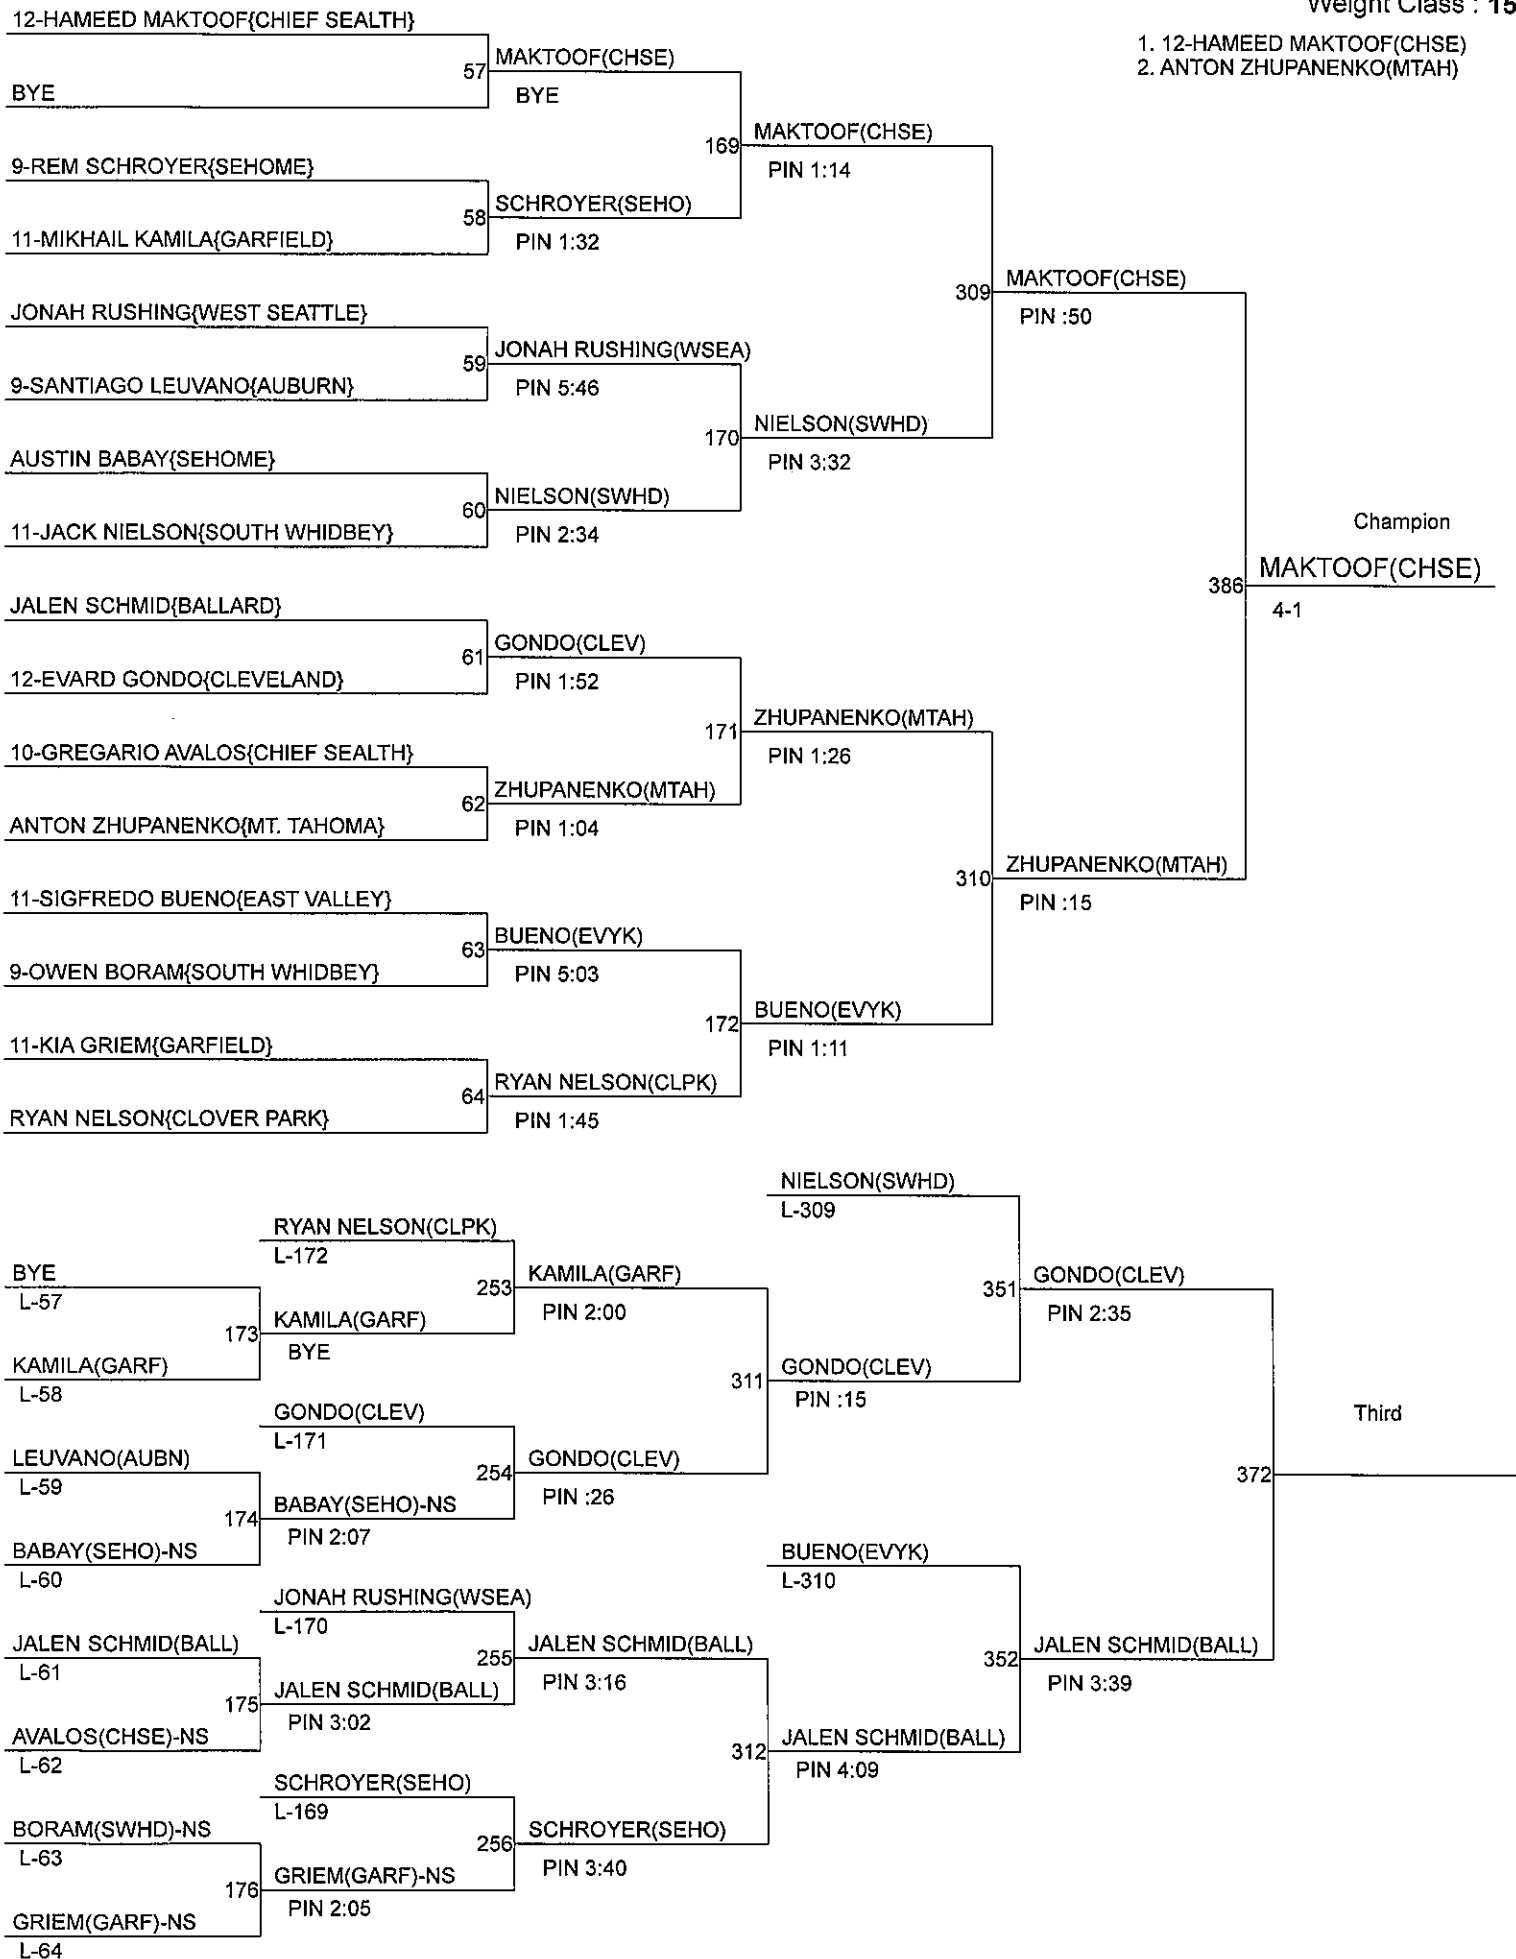 Weight Class : 15
1. 12-HAMEED MAKTOOF(CHSE)
2. ANTON ZHUPANENKO(MTAH)
12-HAMEED MAKTOOF{CHIEF SEALTH}
57
MAKTOOF(CHSE)
BYE
BYE
169
MAKTOOF(CHSE)
PIN 1:14
9-REM SCHROYER{SEHOME}
58
SCHROYER(SEHO)
PIN 1:32
11-MIKHAIL KAMILA{GARFIELD}
309
MAKTOOF(CHSE)
PIN :50
JONAH RUSHING{WEST SEATTLE}
59
JONAH RUSHING(WSEA)
PIN 5:46
9-SANTIAGO LEUVANO{AUBURN}
170
NIELSON(SWHD)
PIN 3:32
AUSTIN BABAY{SEHOME}
60
NIELSON(SWHD)
PIN 2:34
11-JACK NIELSON{SOUTH WHIDBEY}
Champion
386
MAKTOOF(CHSE)
4-1
JALEN SCHMID{BALLARD}
61
GONDO(CLEV)
PIN 1:52
12-EVARD GONDO{CLEVELAND}
171
ZHUPANENKO(MTAH)
PIN 1:26
10-GREGARIO AVALOS{CHIEF SEALTH}
62
ZHUPANENKO(MTAH)
PIN 1:04
ANTON ZHUPANENKO{MT. TAHOMA}
310
ZHUPANENKO(MTAH)
PIN :15
11-SIGFREDO BUENO{EAST VALLEY}
63
BUENO(EVYK)
PIN 5:03
9-OWEN BORAM{SOUTH WHIDBEY}
172
BUENO(EVYK)
PIN 1:11
11-KIA GRIEM{GARFIELD}
64
RYAN NELSON(CLPK)
PIN 1:45
RYAN NELSON{CLOVER PARK}
NIELSON(SWHD)
L-309
RYAN NELSON(CLPK)
L-172
BYE
L-57
253
KAMILA(GARF)
PIN 2:00
351
GONDO(CLEV)
PIN 2:35
173
KAMILA(GARF)
BYE
KAMILA(GARF)
L-58
311
GONDO(CLEV)
PIN :15
GONDO(CLEV)
L-171
Third
LEUVANO(AUBN)
L-59
254
GONDO(CLEV)
PIN :26
372
174
BABAY(SEHO)-NS
PIN 2:07
BABAY(SEHO)-NS
L-60
BUENO(EVYK)
L-310
JONAH RUSHING(WSEA)
L-170
JALEN SCHMID(BALL)
L-61
255
JALEN SCHMID(BALL)
PIN 3:16
352
JALEN SCHMID(BALL)
PIN 3:39
175
JALEN SCHMID(BALL)
PIN 3:02
AVALOS(CHSE)-NS
L-62
312
JALEN SCHMID(BALL)
PIN 4:09
SCHROYER(SEHO)
L-169
BORAM(SWHD)-NS
L-63
256
SCHROYER(SEHO)
PIN 3:40
176
GRIEM(GARF)-NS
PIN 2:05
GRIEM(GARF)-NS
L-64